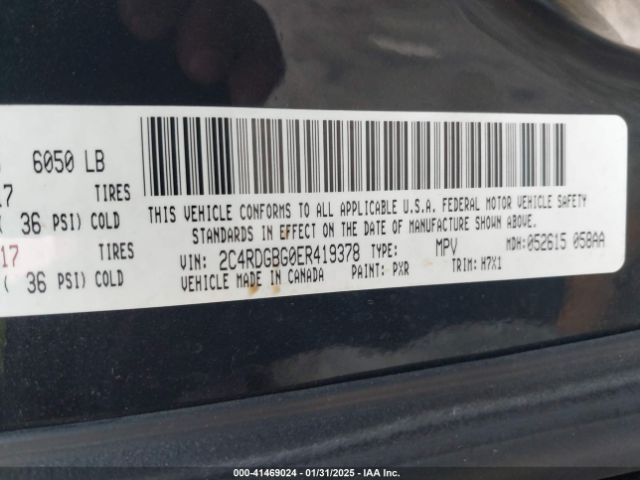 6050 LB
17 TIRES
( 36 PSI) COLD
17 TIRES
( 36 PSI) COLD
THIS VEHICLE CONFORMS TO ALL APPLICABLE U.S.A. FEDERAL MOTOR VEHICLE SAFETY
STANDARDS IN EFFECT ON THE DATE OF MANUFACTURE SHOWN ABOVE.
VIN: 2C4RDGBG0ER419378 TYPE: MPV MDH:052615 058AA
VEHICLE MADE IN CANADA PAINT: PXR TRIM: H7X1
000-41469024 - 01/31/2025 - IAA Inc.